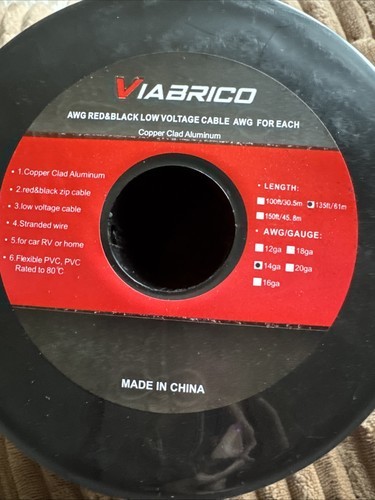 VIABRICO
AWG RED&BLACK LOW VOLTAGE CABLE AWG FOR EACH
Copper Clad Aluminum
• 1.Copper Clad Aluminum
• 2.red&black zip cable
• 3.low voltage cable
• 4.Stranded wire
• 5.for car RV or home
• 6.Flexible PVC, PVC
Rated to 80℃
• LENGTH:
100ft/30.5m 135ft/61m
150ft/45.8m
• AWG/GAUGE:
12ga 18ga
14ga 20ga
16ga
MADE IN CHINA